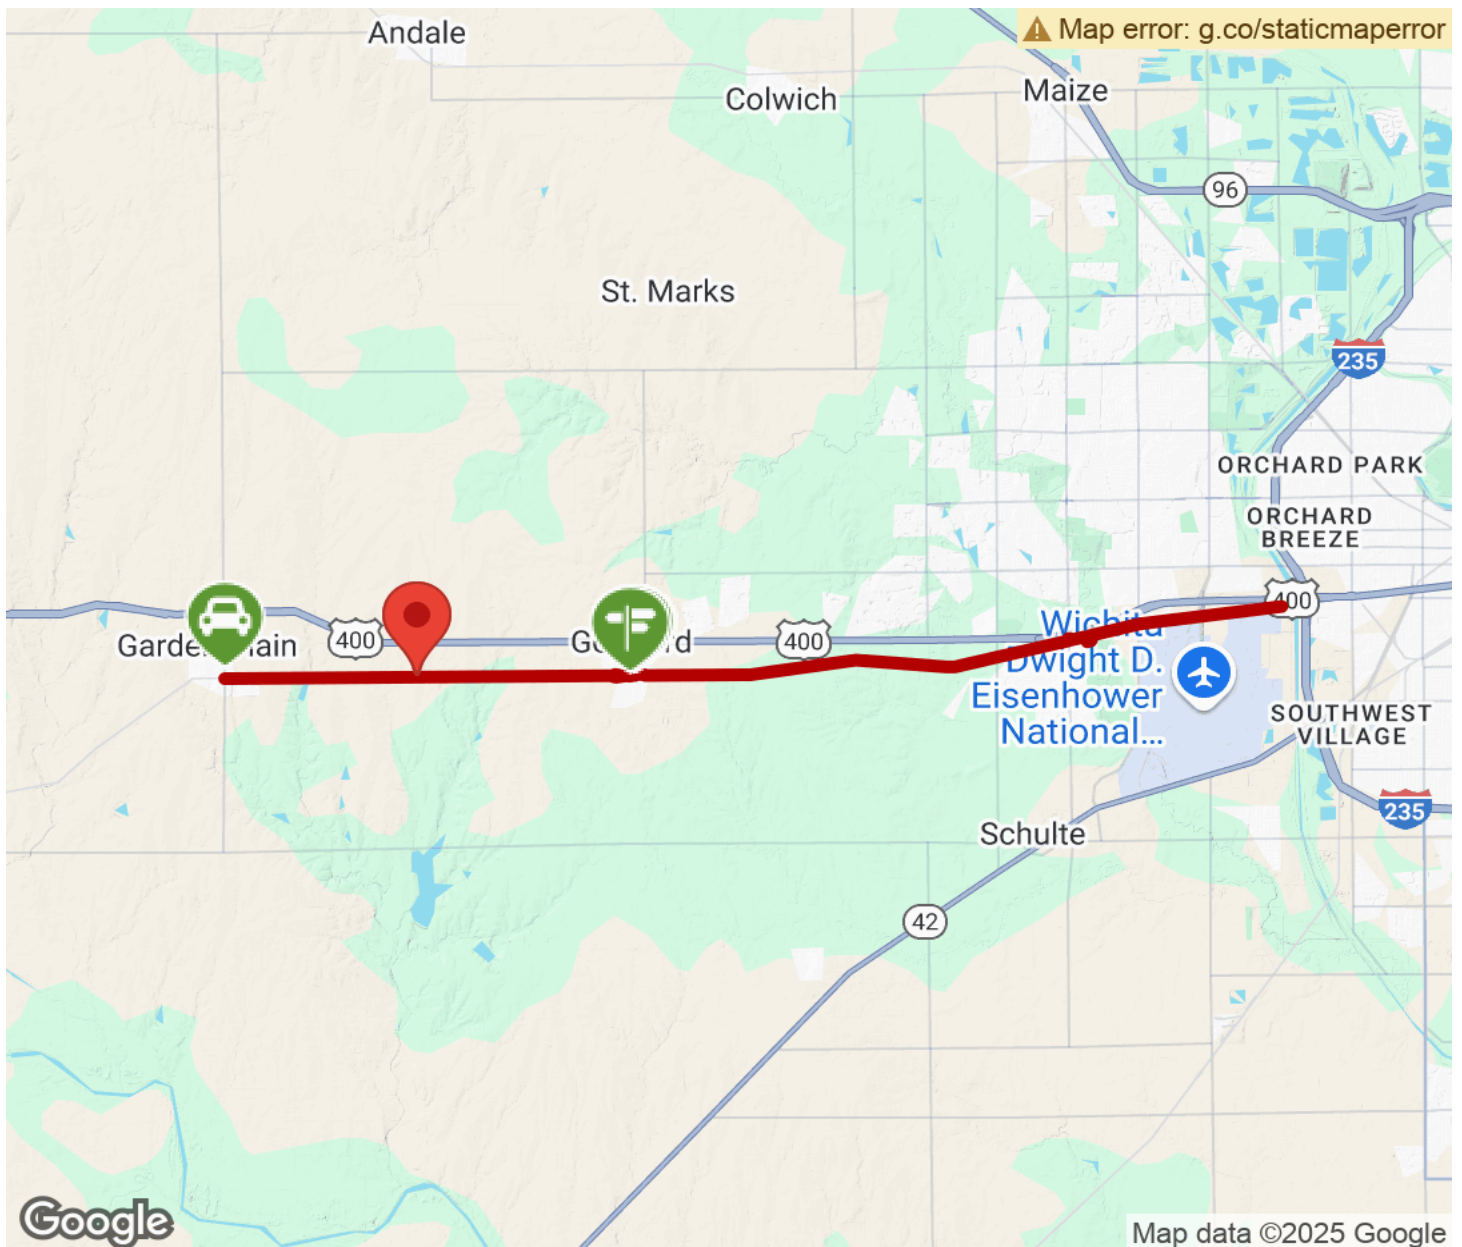 Andale
Map error: g.co/staticmaperror
Colwich
Maize
96
St. Marks
235
ORCHARD PARK
ORCHARD
BREEZE
400
Wichita
Dwight D.
Eisenhower
National...
400
400
SOUTHWEST
VILLAGE
235
Schulte
42
Google
Map data ©2025 Google